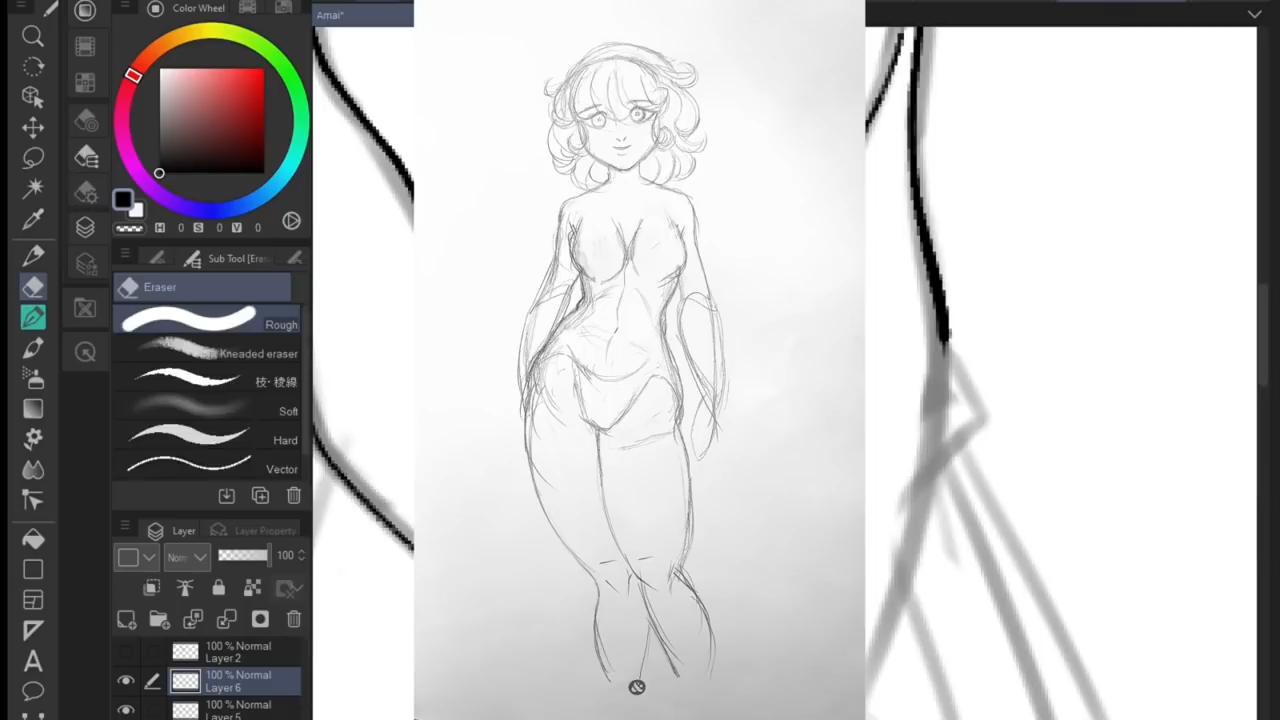 Color Wheel
Amai*
H 0 S 0 V 0
Sub Tool [Era
Eraser
Rough
Kneaded eraser
枝・稜線
Soft
Hard
Vector
Layer
Layer Property
Norr
100
100 % Normal
Layer 2
100 % Normal
Layer 6
100 % Normal
Layer 5
A